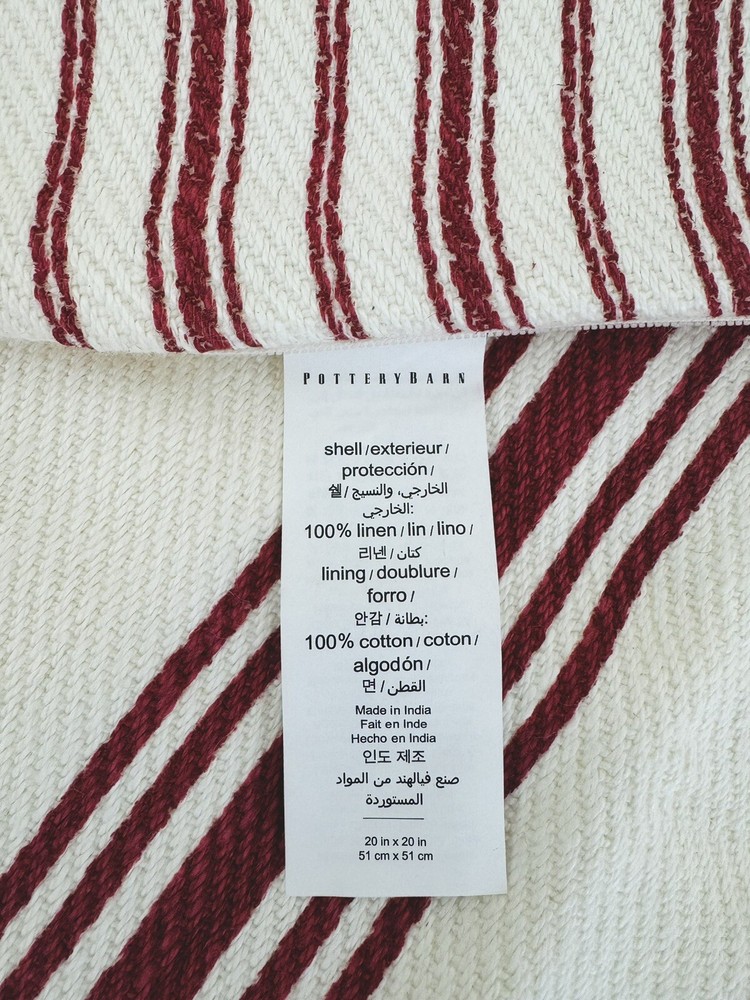 POTTERYBARN
shell / exterieur /
protección /
쉘 / الخارجي، والنسيج
الخارجي:
100% linen / lin / lino /
리넨 / كتان
lining / doublure /
forro /
안감 / بطانة:
100% cotton / coton /
algodón /
면 / القطن
Made in India
Fait en Inde
Hecho en India
인도 제조
صنع فيالهند من المواد
المستوردة
20 in x 20 in
51 cm x 51 cm